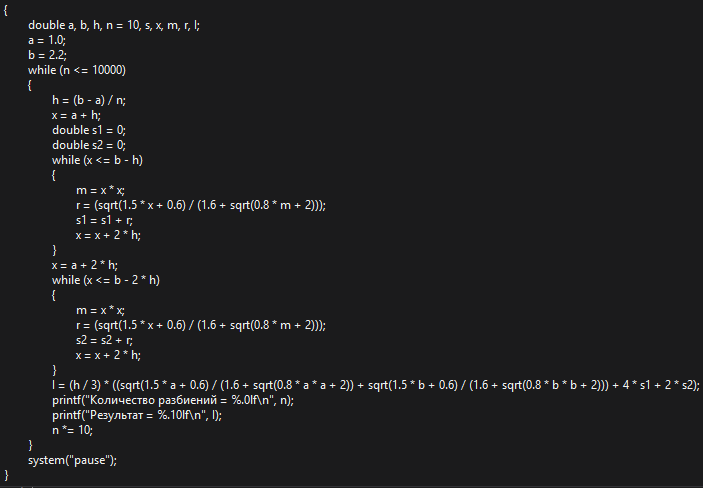 {
double a, b, h, n = 10, s, x, m, r, l;
a = 1.0;
b = 2.2;
while (n <= 10000)
{
h = (b - a) / n;
x = a + h;
double s1 = 0;
double s2 = 0;
while (x <= b - h)
{
m = x * x;
r = (sqrt(1.5 * x + 0.6) / (1.6 + sqrt(0.8 * m + 2)));
s1 = s1 + r;
x = x + 2 * h;
}
x = a + 2 * h;
while (x <= b - 2 * h)
{
m = x * x;
r = (sqrt(1.5 * x + 0.6) / (1.6 + sqrt(0.8 * m + 2)));
s2 = s2 + r;
x = x + 2 * h;
}
l = (h / 3) * ((sqrt(1.5 * a + 0.6) / (1.6 + sqrt(0.8 * a * a + 2)) + sqrt(1.5 * b + 0.6) / (1.6 + sqrt(0.8 * b * b + 2))) + 4 * s1 + 2 * s2);
printf("Количество разбиений = %.0lf\n", n);
printf("Результат = %.10lf\n", l);
n *= 10;
}
system("pause");
}